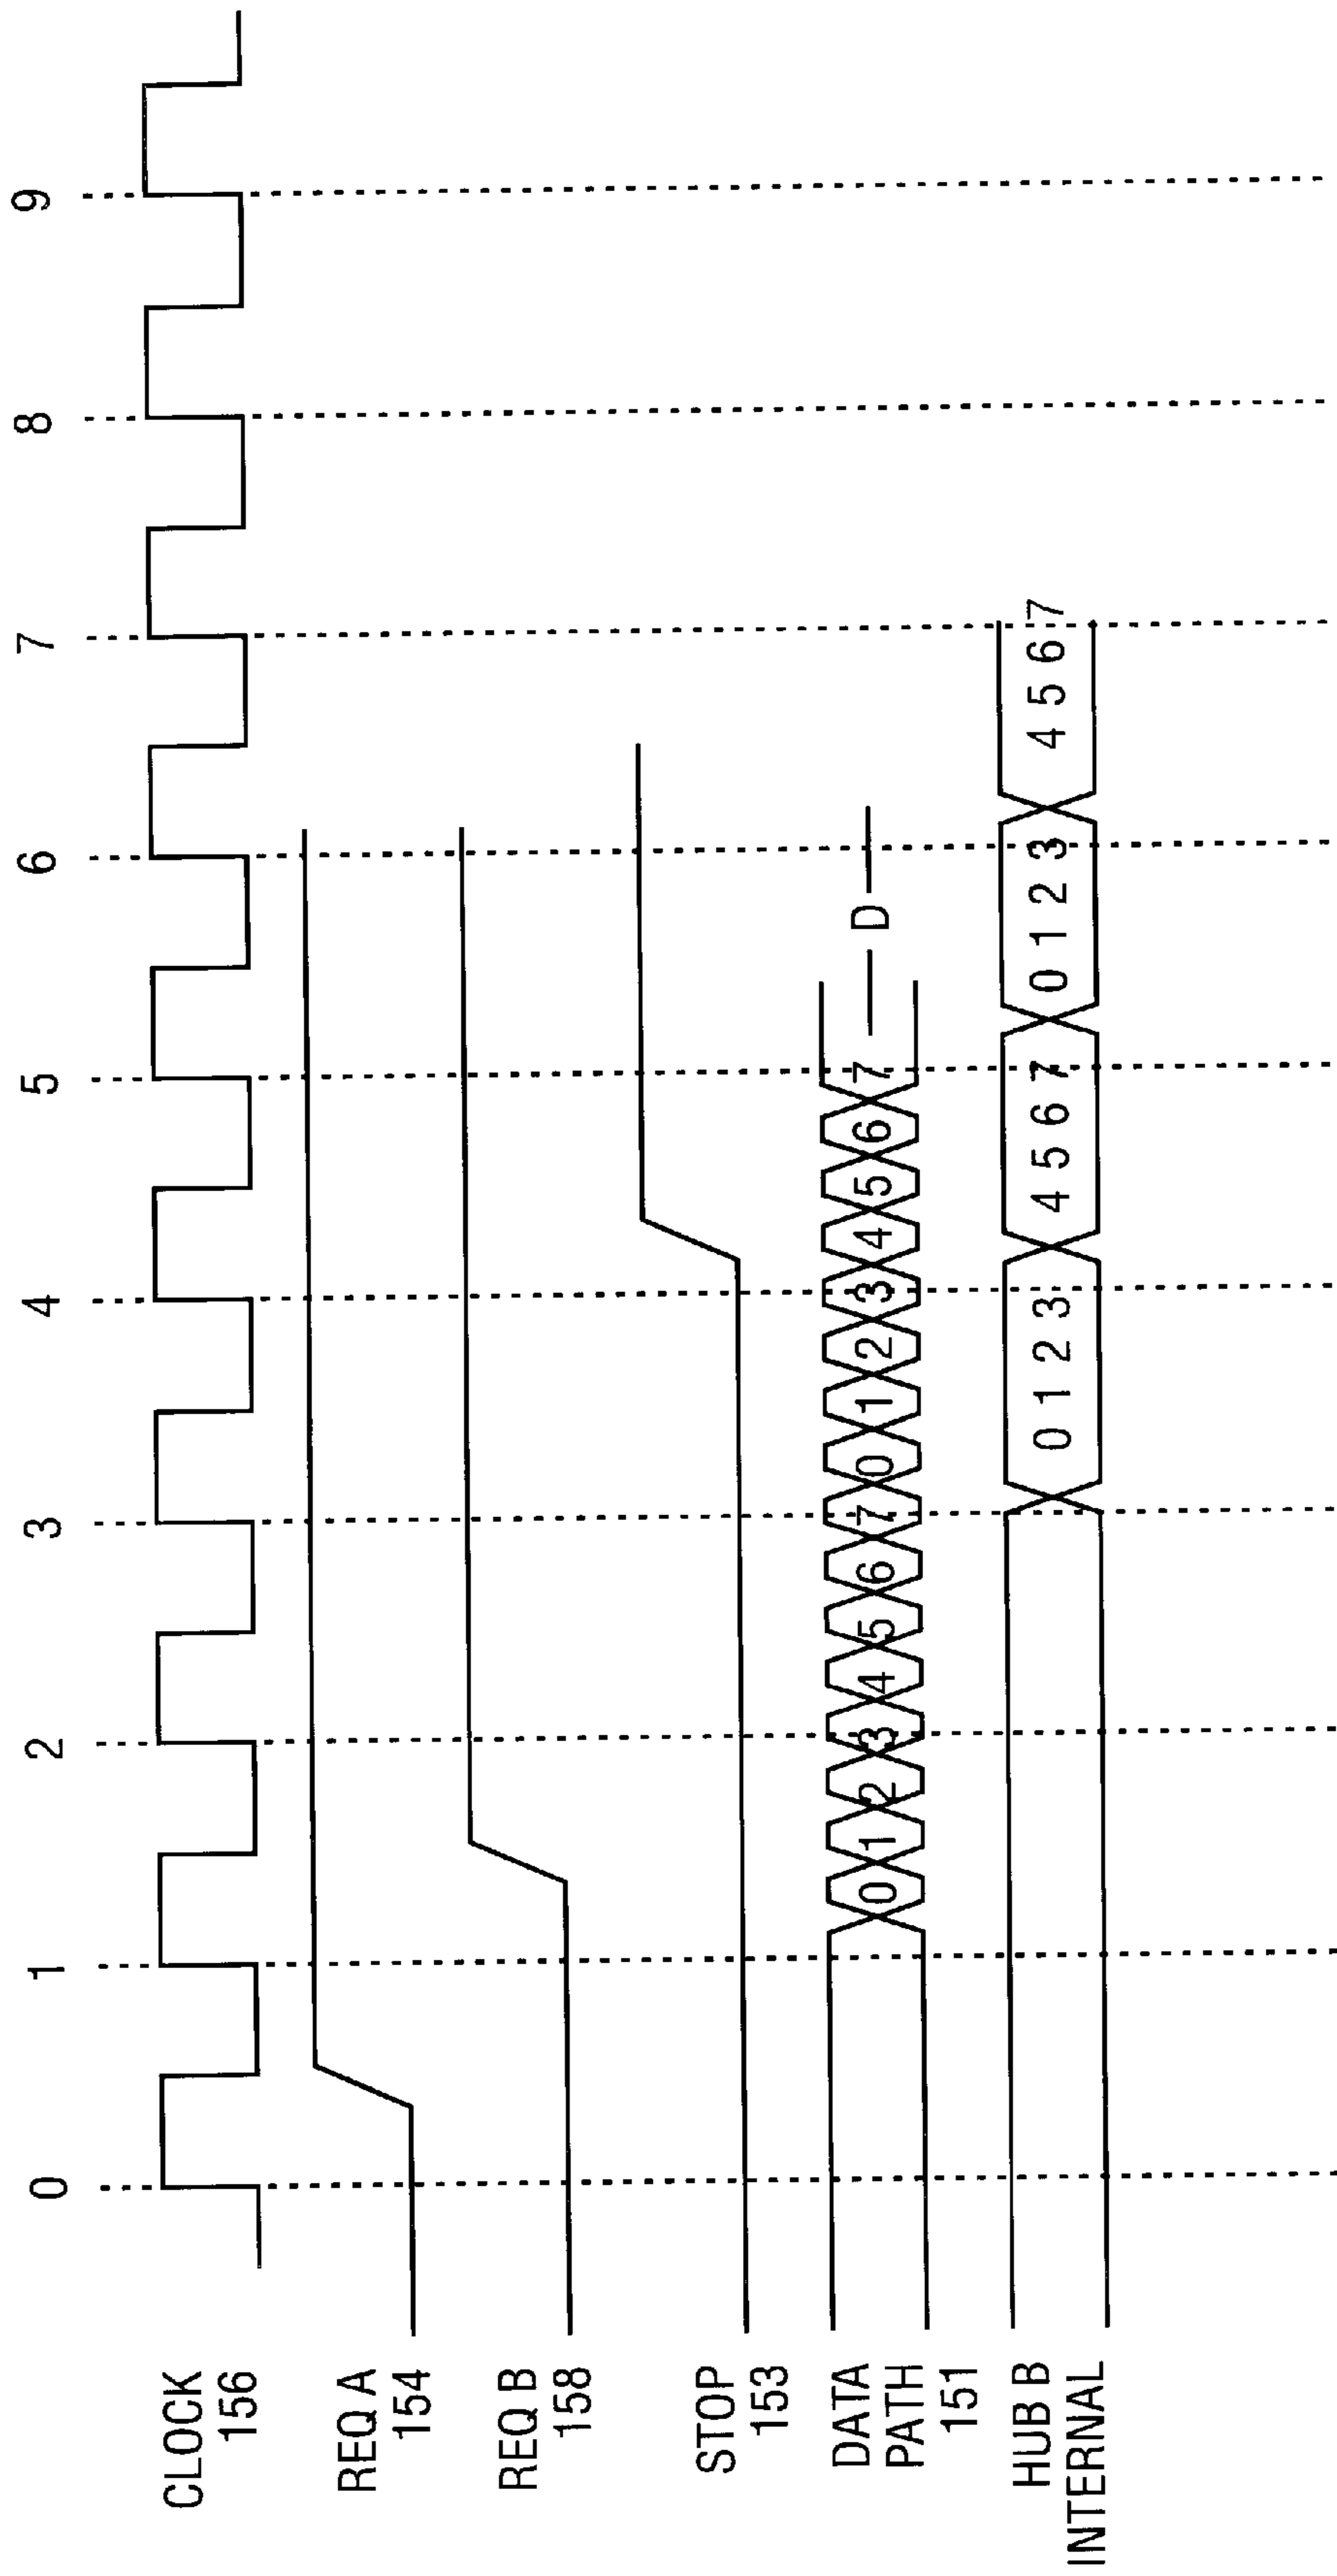 0 1 2 3 4 5 6 7 8 9
CLOCK
156
REQ A
154
REQ B
158
STOP
153
DATA
PATH
151
0 1 2 3 4 5 6 7 0 1 2 3 4 5 6 7 D
HUB B
INTERNAL
0 1 2 3 4 5 6 7 0 1 2 3 4 5 6 7